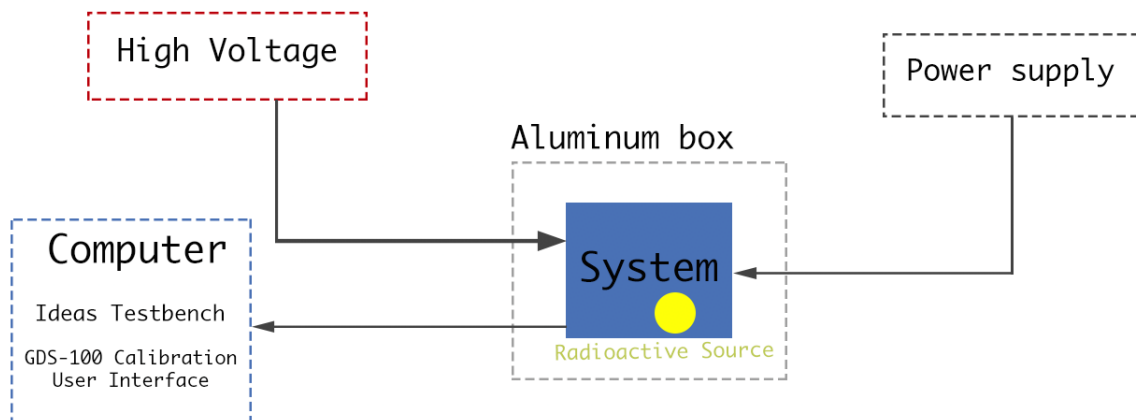 High Voltage
Power supply
Aluminum box
System
Radioactive Source
Computer
Ideas Testbench
GDS-100 Calibration
User Interface